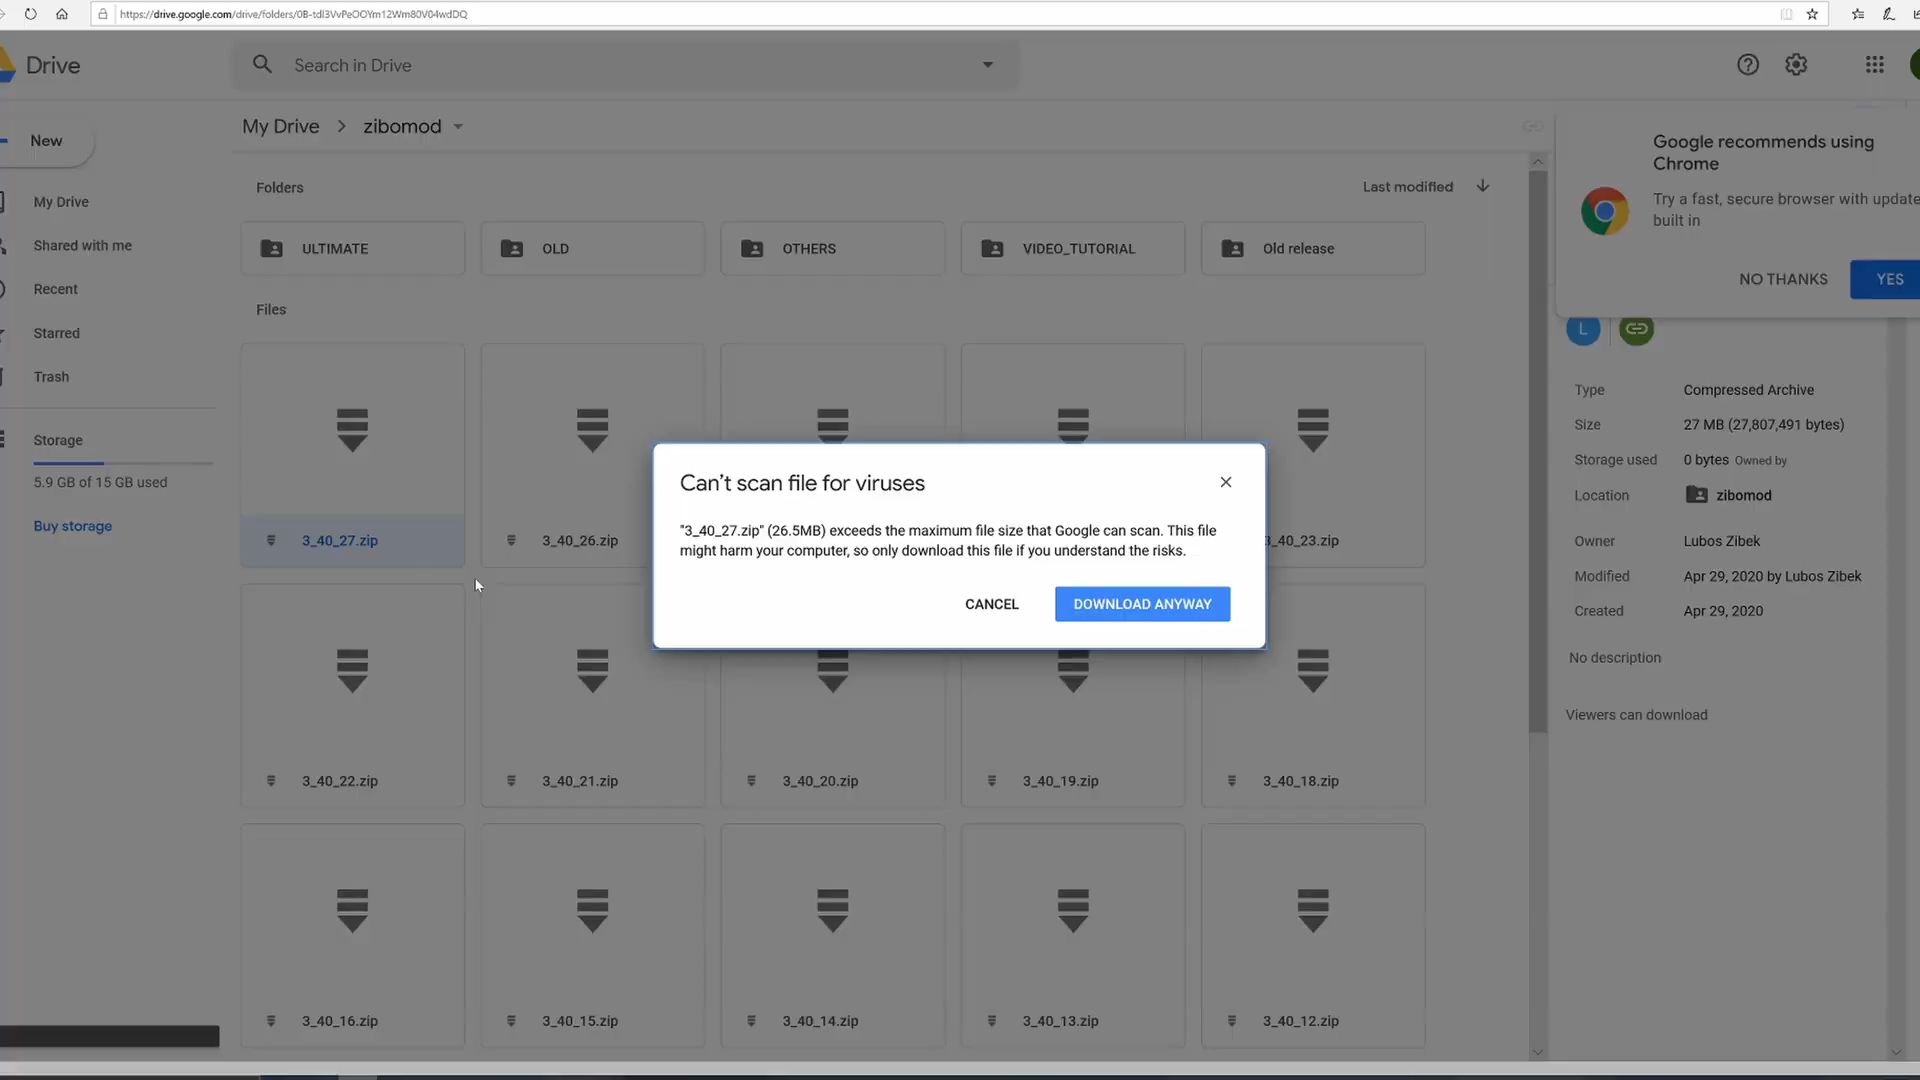 https://drive.google.com/drive/folders/0B-tdl3VvPeOOYm12Wm80V04wdDQ
Drive
Search in Drive
New
My Drive
Shared with me
Recent
Starred
Trash
Storage
5.9 GB of 15 GB used
Buy storage
My Drive > zibomod
Folders
Last modified
ULTIMATE
OLD
OTHERS
VIDEO_TUTORIAL
Old release
Files
3_40_27.zip
3_40_26.zip
3_40_23.zip
3_40_22.zip
3_40_21.zip
3_40_20.zip
3_40_19.zip
3_40_18.zip
3_40_16.zip
3_40_15.zip
3_40_14.zip
3_40_13.zip
3_40_12.zip
Can't scan file for viruses
"3_40_27.zip" (26.5MB) exceeds the maximum file size that Google can scan. This file
might harm your computer, so only download this file if you understand the risks.
CANCEL
DOWNLOAD ANYWAY
Google recommends using
Chrome
Try a fast, secure browser with update
built in
NO THANKS
YES
L
Type Compressed Archive
Size 27 MB (27,807,491 bytes)
Storage used 0 bytes Owned by
Location zibomod
Owner Lubos Zibek
Modified Apr 29, 2020 by Lubos Zibek
Created Apr 29, 2020
No description
Viewers can download